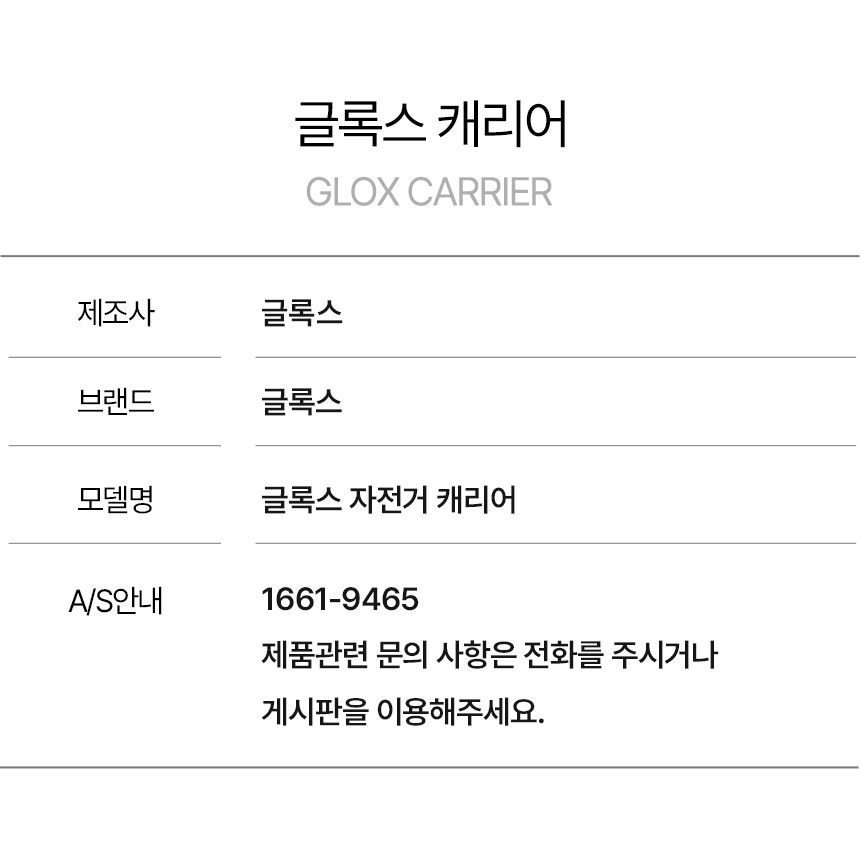 글록스 캐리어
GLOX CARRIER
제조사 글록스
브랜드 글록스
모델명 글록스 자전거 캐리어
A/S안내 1661-9465
제품관련 문의 사항은 전화를 주시거나
게시판을 이용해주세요.